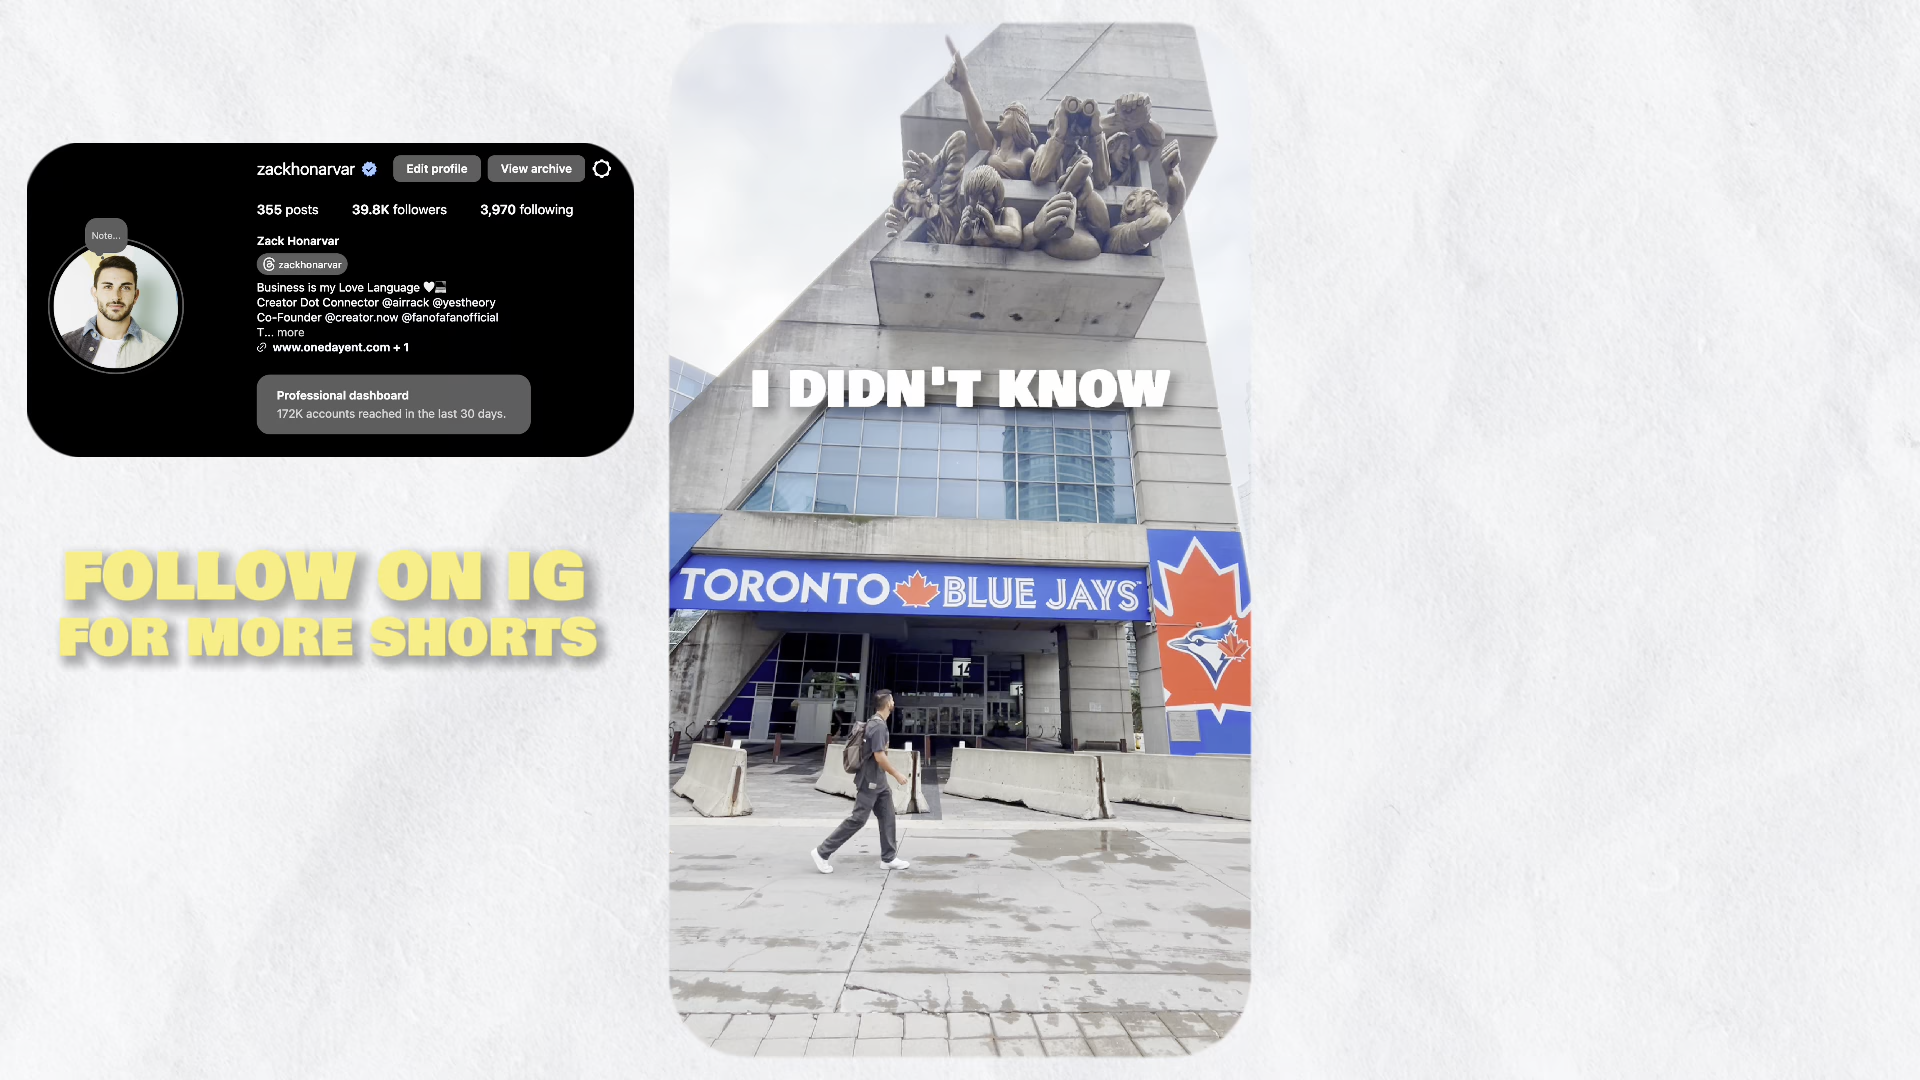 zackhonarvar
Edit profile
View archive
355 posts
39.8K followers
3,970 following
Note...
Zack Honarvar
zackhonarvar
Business is my Love Language
Creator Dot Connector @airrack @yestheory
Co-Founder @creator.now @fanofafanofficial
T... more
www.onedayent.com + 1
Professional dashboard
172K accounts reached in the last 30 days.
FOLLOW ON IG
FOR MORE SHORTS
I DIDN'T KNOW
TORONTO BLUE JAYS
14